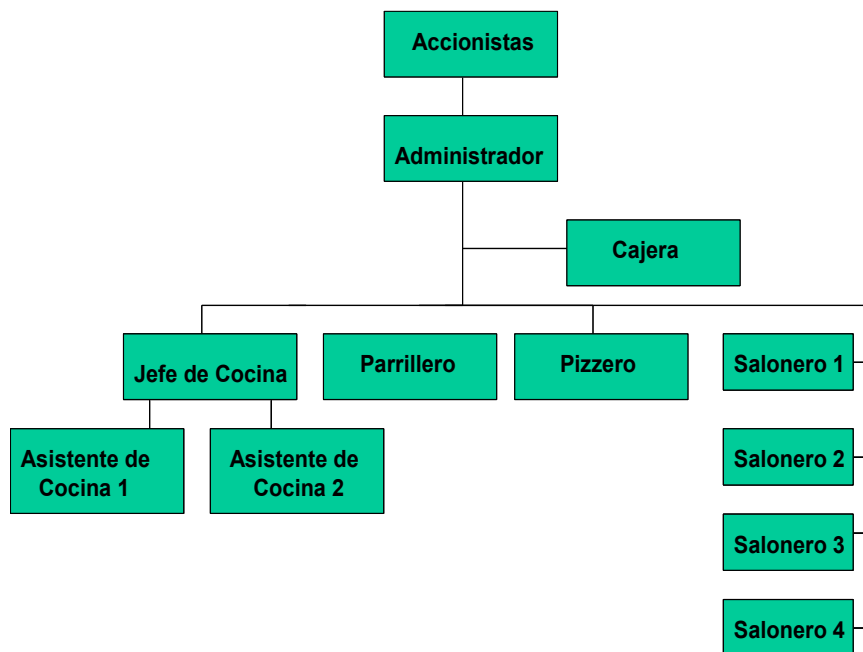 Accionistas
Administrador
Cajera
Jefe de Cocina
Parrillero
Pizzero
Salonero 1
Asistente de
Cocina 1
Asistente de
Cocina 2
Salonero 2
Salonero 3
Salonero 4